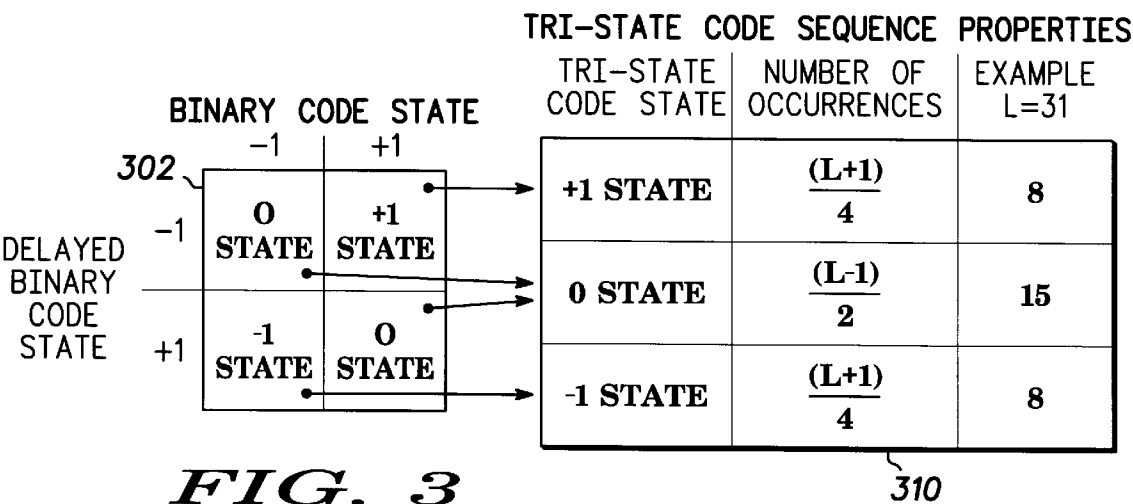 TRI-STATE CODE SEQUENCE PROPERTIES
TRI-STATE CODE STATE
NUMBER OF OCCURRENCES
EXAMPLE L=31
BINARY CODE STATE
-1
+1
302
DELAYED
BINARY
CODE
STATE
-1
0 STATE
+1 STATE
+1
-1 STATE
0 STATE
+1 STATE
(L+1)
4
8
0 STATE
(L-1)
2
15
-1 STATE
(L+1)
4
8
310
FIG. 3